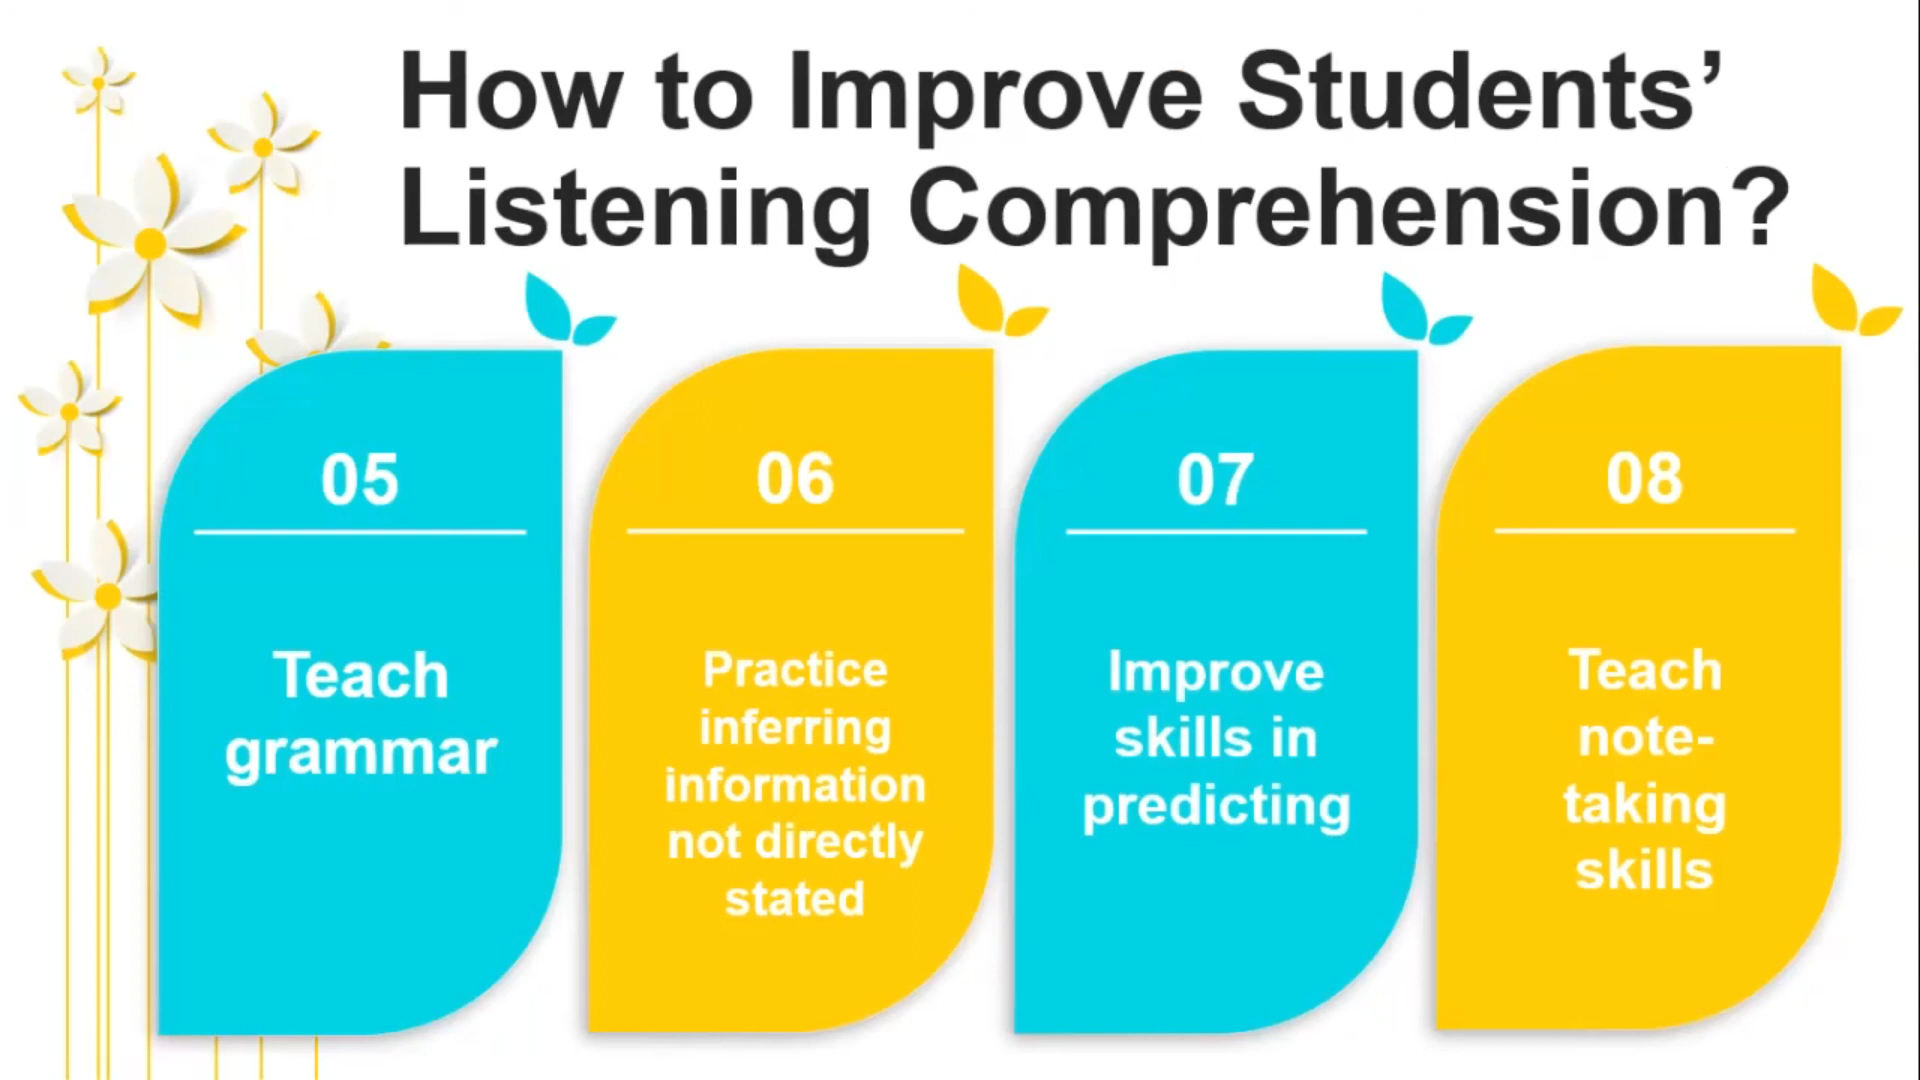 How to Improve Students’
Listening Comprehension?
05
Teach
grammar
06
Practice
inferring
information
not directly
stated
07
Improve
skills in
predicting
08
Teach
note-
taking
skills